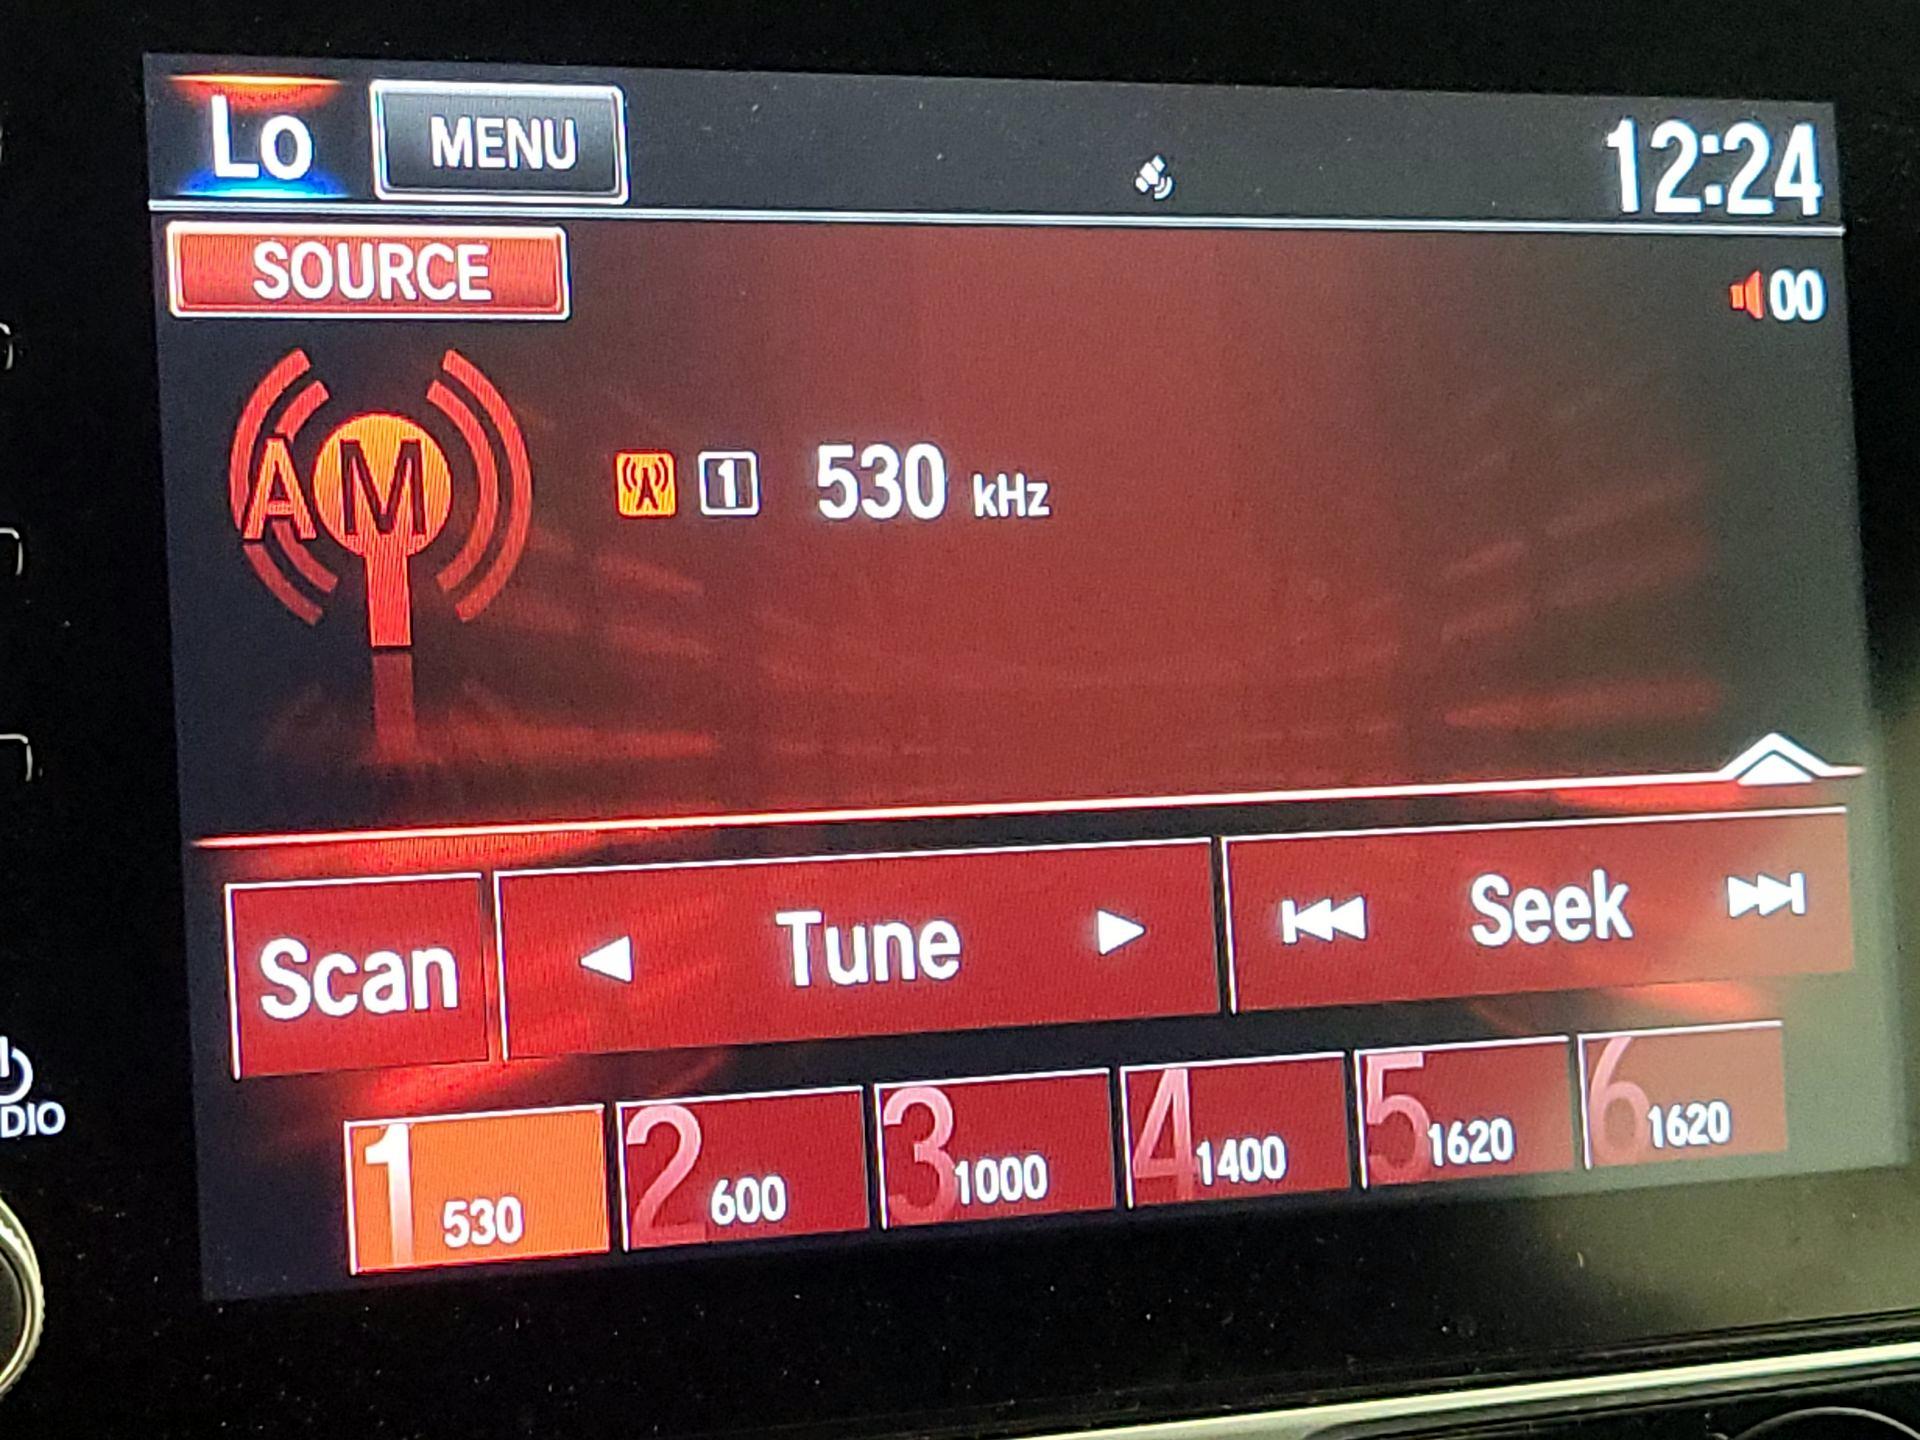 Lo MENU 12:24
SOURCE 00
AM 1 530 kHz
Scan Tune Seek
DIO
1 530 2 600 3 1000 4 1400 5 1620 6 1620